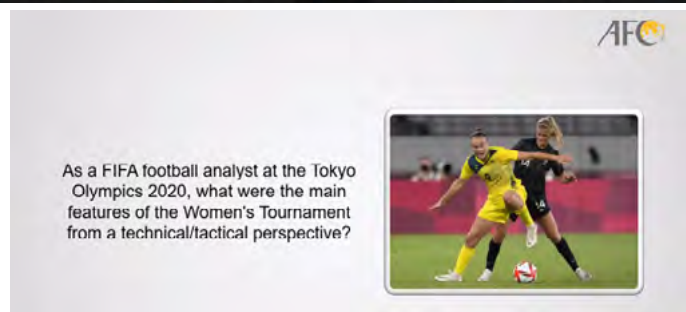 AFC
As a FIFA football analyst at the Tokyo
Olympics 2020, what were the main
features of the Women's Tournament
from a technical/tactical perspective?
14